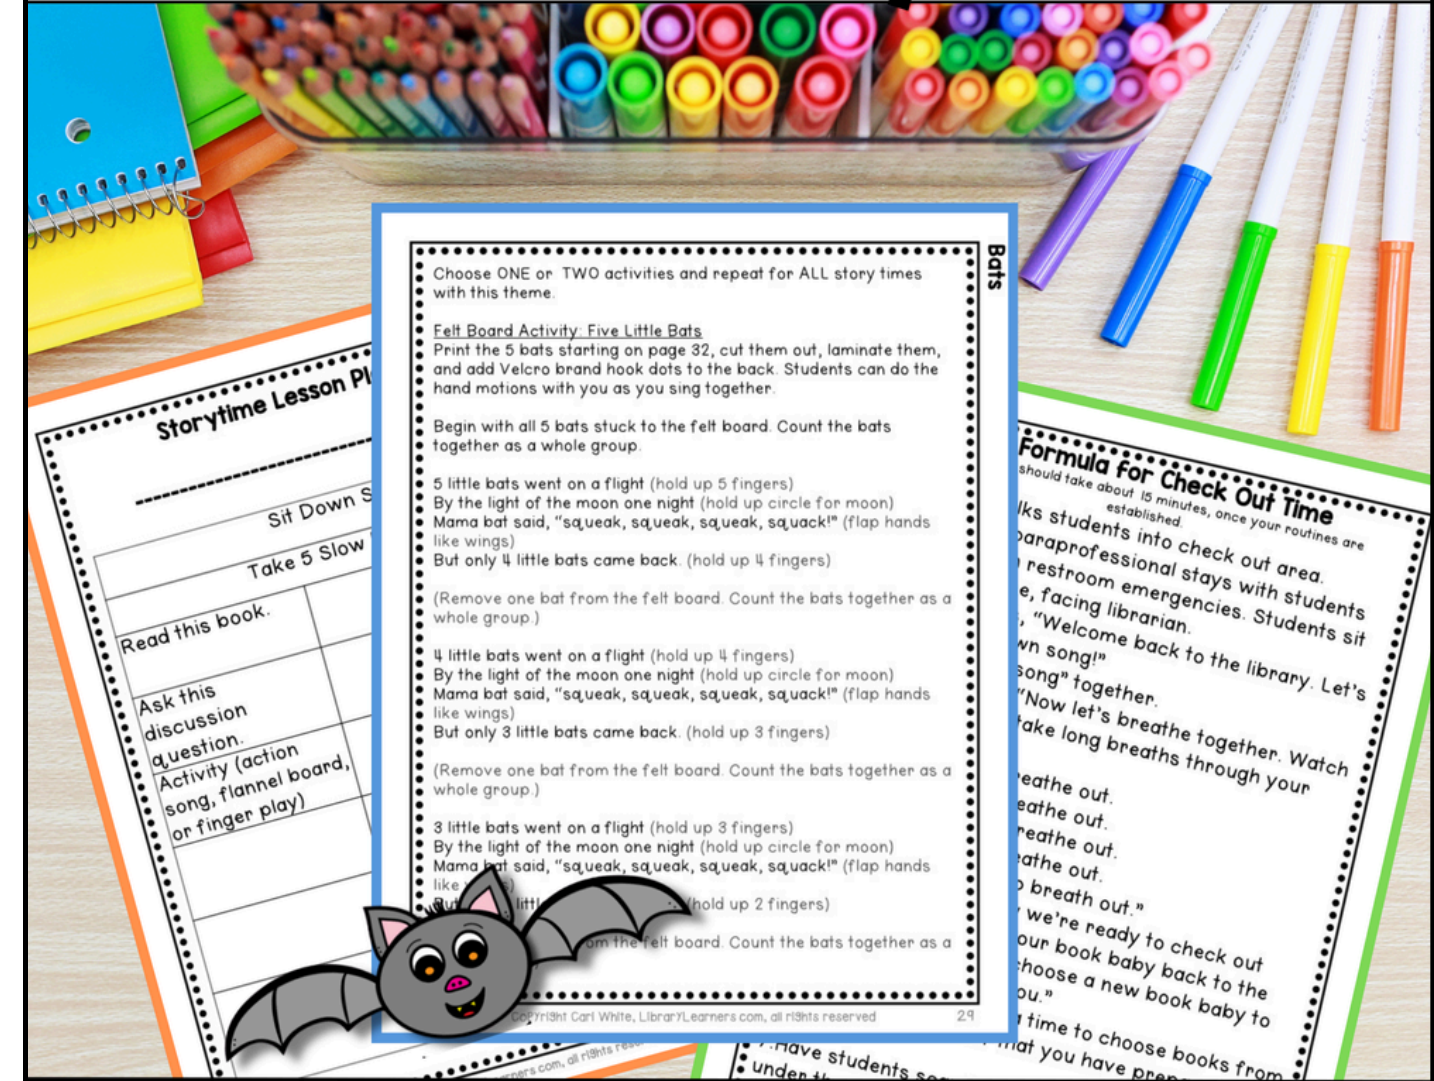 Bats
Choose ONE or TWO activities and repeat for ALL story times
with this theme.
Felt Board Activity: Five Little Bats
Print the 5 bats starting on page 32, cut them out, laminate them,
and add Velcro brand hook dots to the back. Students can do the
hand motions with you as you sing together.
Begin with all 5 bats stuck to the felt board. Count the bats
together as a whole group.
5 little bats went on a flight (hold up 5 fingers)
By the light of the moon one night (hold up circle for moon)
Mama bat said, “squeak, squeak, squeak, squack!” (flap hands
like wings)
But only 4 little bats came back. (hold up 4 fingers)
(Remove one bat from the felt board. Count the bats together as a
whole group.)
4 little bats went on a flight (hold up 4 fingers)
By the light of the moon one night (hold up circle for moon)
Mama bat said, “squeak, squeak, squeak, squack!” (flap hands
like wings)
But only 3 little bats came back. (hold up 3 fingers)
(Remove one bat from the felt board. Count the bats together as a
whole group.)
3 little bats went on a flight (hold up 3 fingers)
By the light of the moon one night (hold up circle for moon)
Mama bat said, “squeak, squeak, squeak, squack!” (flap hands
like
But hold up 2 fingers)
the felt board. Count the bats together as a
Copyright Carl White, LibraryLearners.com, all rights reserved
29
Storytime Lesson
Sit Down
Take 5 Slow
Read this book.
Ask this
discussion
question.
Activity (action
song, flannel board,
or finger play)
all rights
Formula for Check Out Time
should take about 15 minutes, once your routines are
established.
students into check out area.
paraprofessional stays with students
restroom emergencies. Students sit
facing librarian.
“Welcome back to the library. Let's
song!”
song” together.
“Now let's breathe together. Watch
take long breaths through your
breathe out.
breathe out.
breathe out.
breathe out.
breath out.”
we're ready to check out
our book baby back to the
choose a new book baby to
you.”
time to choose books from
that you have
Have students
under